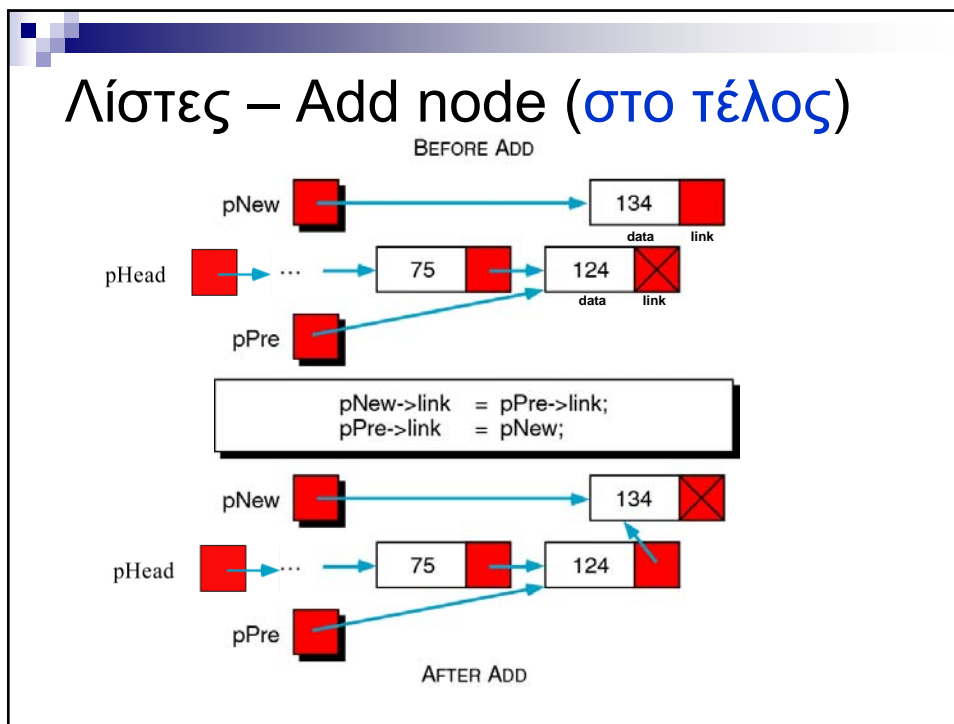 Λίστες – Add node (στο τέλος)
BEFORE ADD
pNew
134
data link
pHead ... 75 124
data link
pPre
pNew->link = pPre->link;
pPre->link = pNew;
pNew 134
pHead ... 75 124
pPre
AFTER ADD